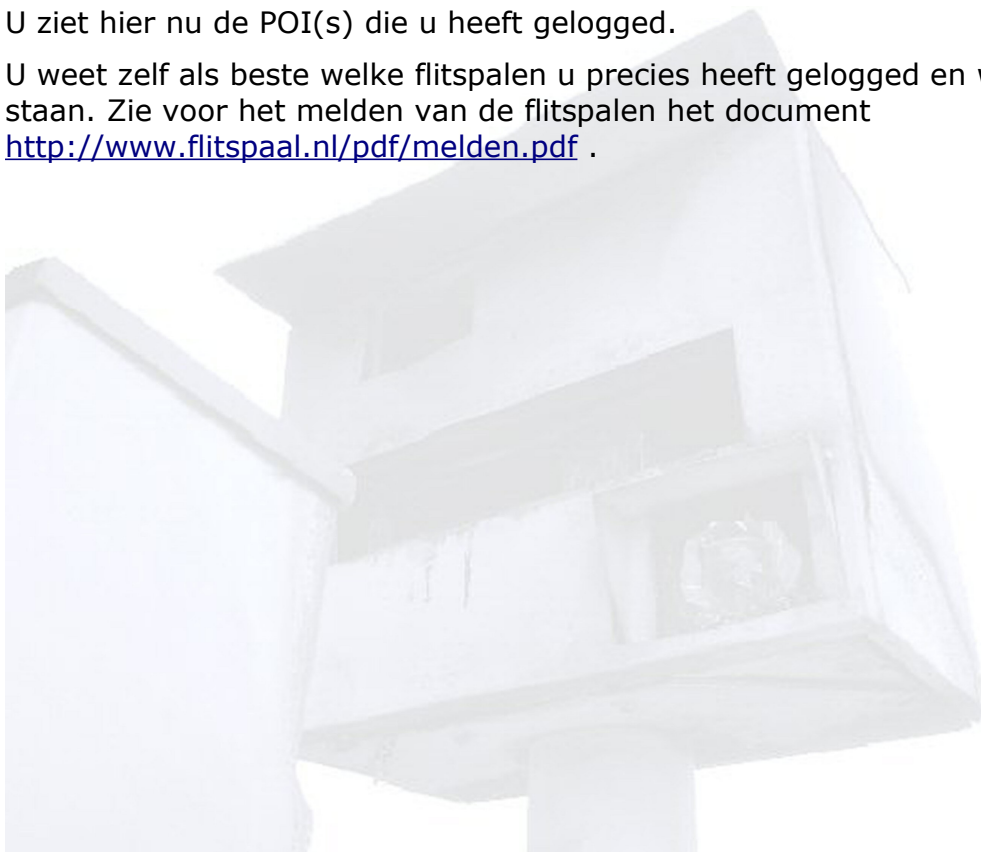 U ziet hier nu de POI(s) die u heeft gelogged.
U weet zelf als beste welke flitspalen u precies heeft gelogged en
staan. Zie voor het melden van de flitspalen het document
http://www.flitspaal.nl/pdf/melden.pdf .